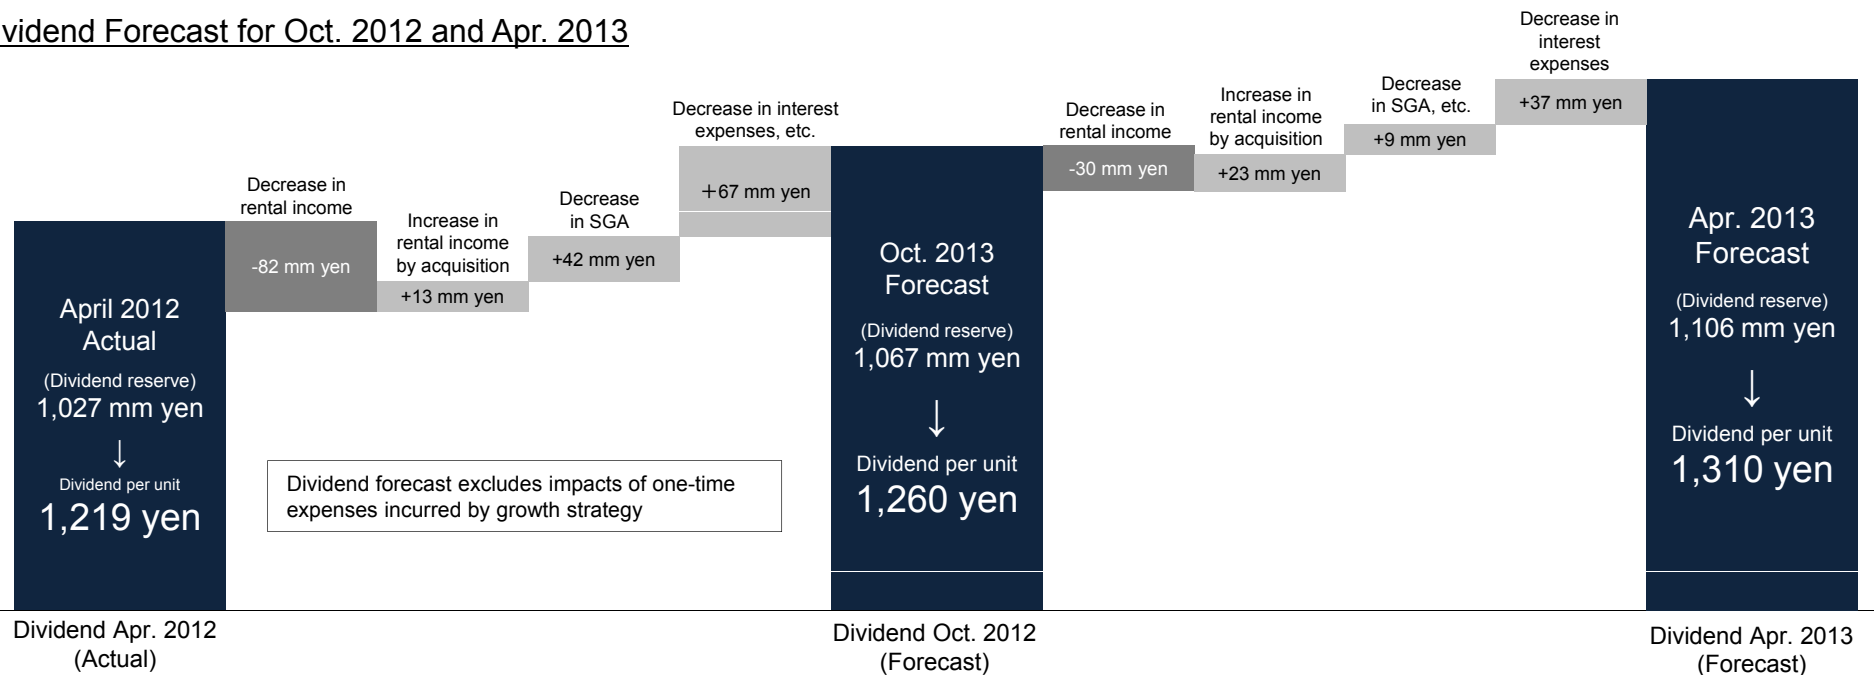 vidend Forecast for Oct. 2012 and Apr. 2013
April 2012
Actual
(Dividend reserve)
1,027 mm yen
↓
Dividend per unit
1,219 yen
Decrease in
rental income
-82 mm yen
Increase in
rental income
by acquisition
+13 mm yen
Decrease
in SGA
+42 mm yen
Decrease in interest
expenses, etc.
+67 mm yen
Dividend forecast excludes impacts of one-time
expenses incurred by growth strategy
Oct. 2013
Forecast
(Dividend reserve)
1,067 mm yen
↓
Dividend per unit
1,260 yen
Decrease in
rental income
-30 mm yen
Increase in
rental income
by acquisition
+23 mm yen
Decrease
in SGA, etc.
+9 mm yen
Decrease in
interest
expenses
+37 mm yen
Apr. 2013
Forecast
(Dividend reserve)
1,106 mm yen
↓
Dividend per unit
1,310 yen
Dividend Apr. 2012
(Actual)
Dividend Oct. 2012
(Forecast)
Dividend Apr. 2013
(Forecast)